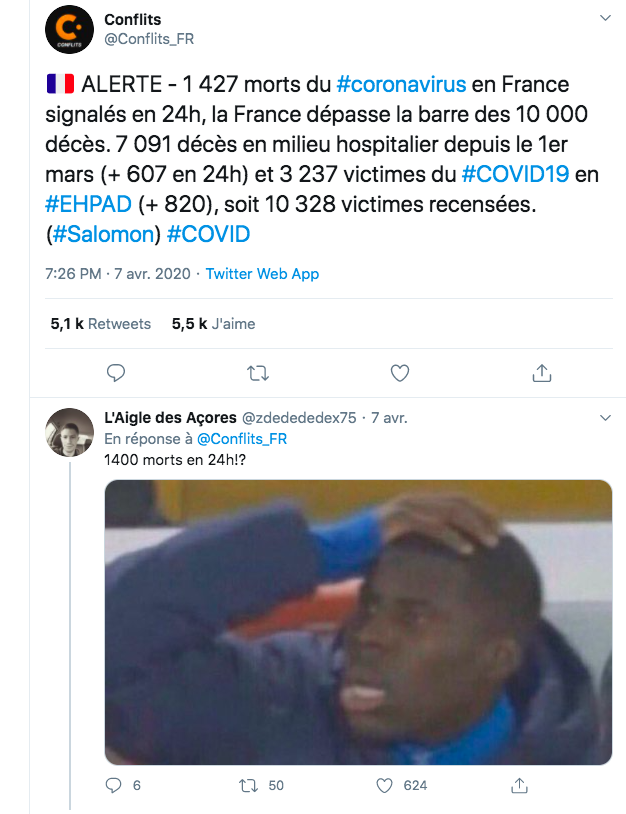 Conflits
@Conflits_FR
🇫🇷 ALERTE - 1 427 morts du #coronavirus en France
signalés en 24h, la France dépasse la barre des 10 000
décès. 7 091 décès en milieu hospitalier depuis le 1er
mars (+ 607 en 24h) et 3 237 victimes du #COVID19 en
#EHPAD (+ 820), soit 10 328 victimes recensées.
(#Salomon) #COVID
7:26 PM · 7 avr. 2020 · Twitter Web App
5,1 k Retweets 5,5 k J'aime
L'Aigle des Açores @zdedededex75 · 7 avr.
En réponse à @Conflits_FR
1400 morts en 24h!?
6 50 624